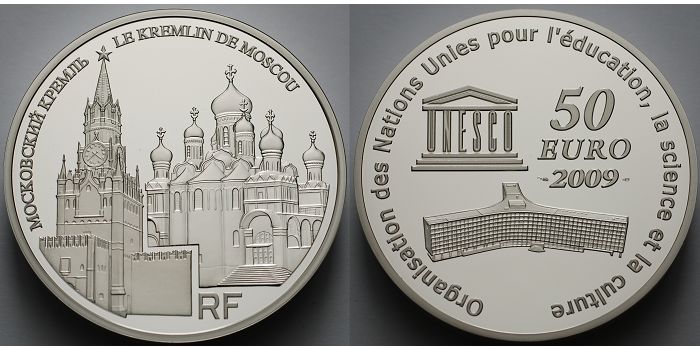 МОСКОВСКИЙ КРЕМЛЬ
LE KREMLIN DE MOSCOU
RF
Organisation des Nations Unies pour l'éducation, la science et la culture
UNESCO
50
EURO
2009